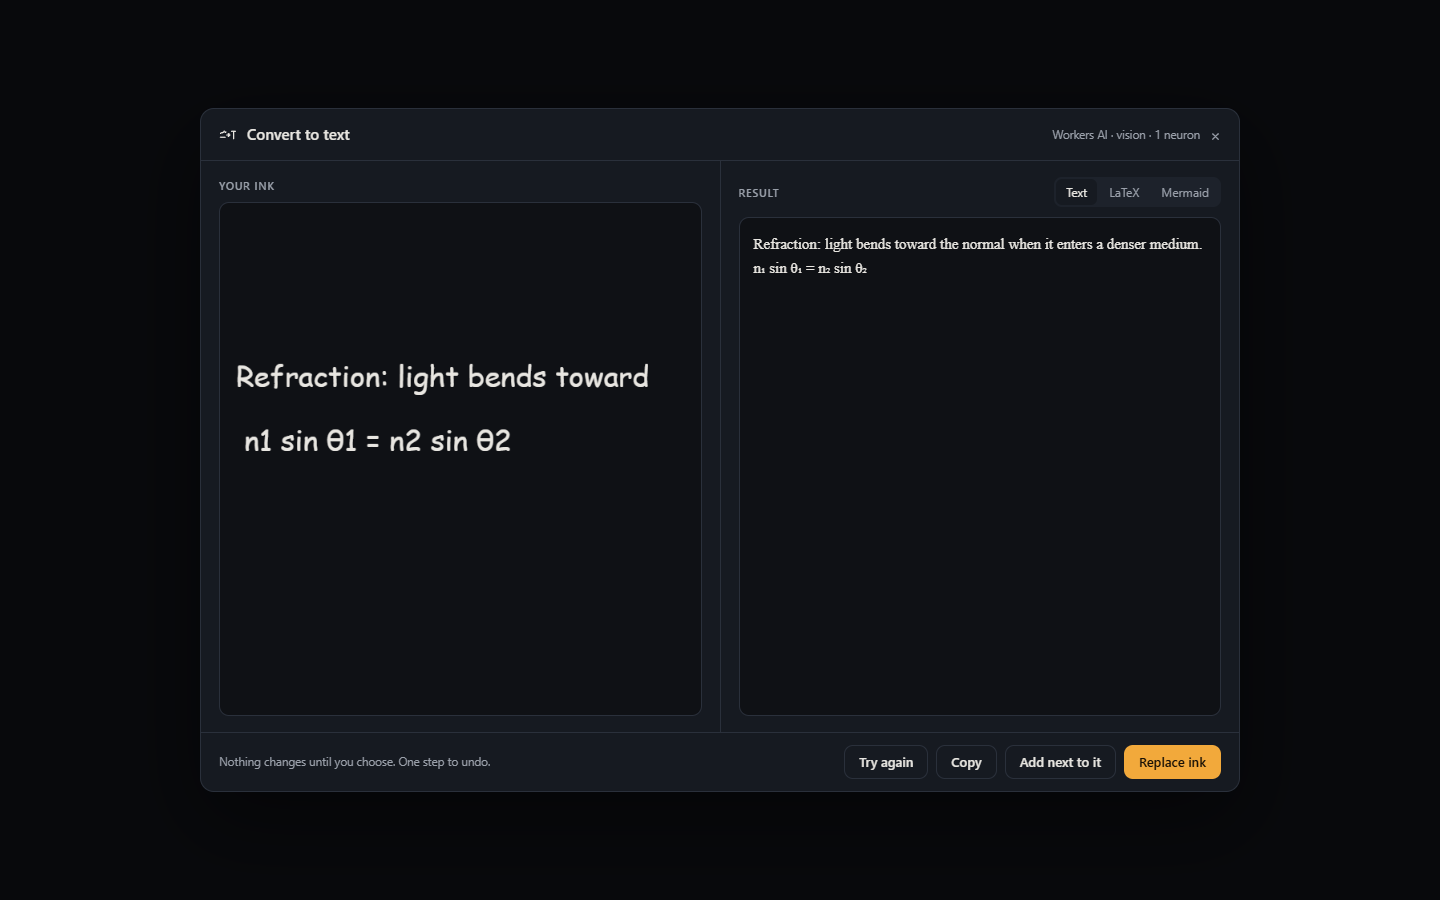 Convert to text
Workers AI · vision · 1 neuron ×
YOUR INK
RESULT
Text LaTeX Mermaid
Refraction: light bends toward
n1 sin θ1 = n2 sin θ2
Refraction: light bends toward the normal when it enters a denser medium.
n₁ sin θ₁ = n₂ sin θ₂
Nothing changes until you choose. One step to undo.
Try again Copy Add next to it Replace ink